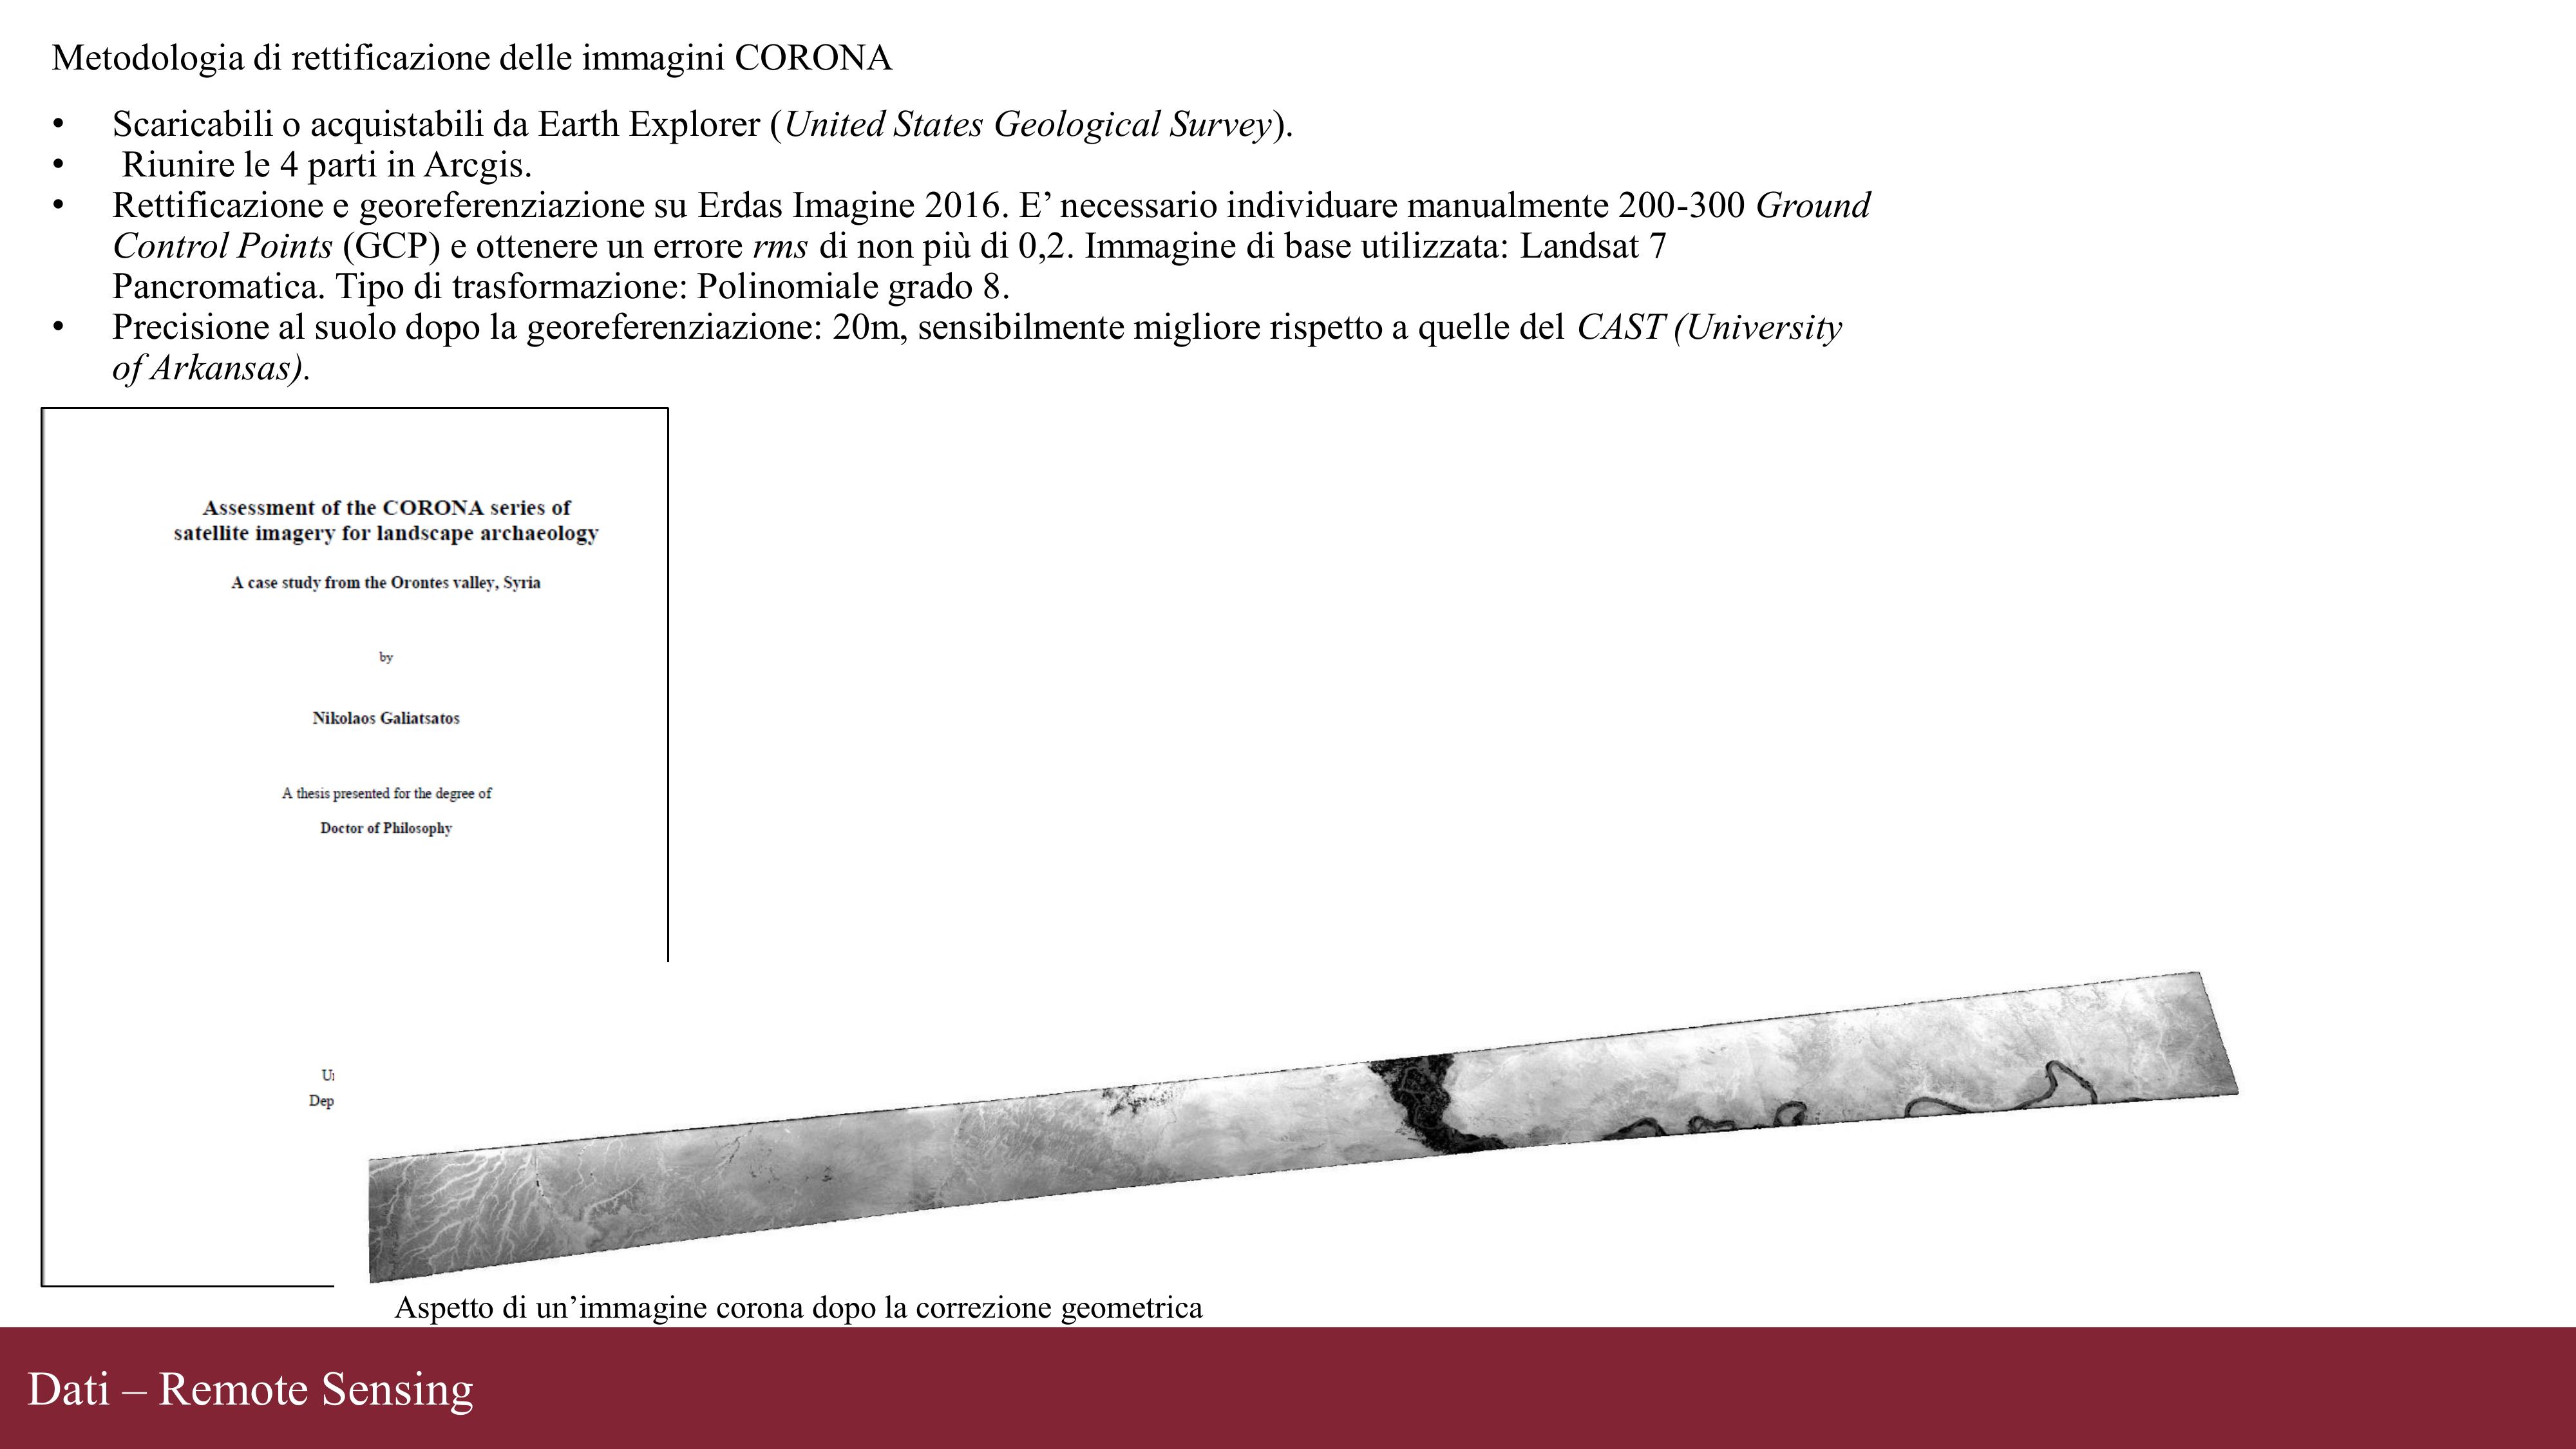 Metodologia di rettificazione delle immagini CORONA
• Scaricabili o acquistabili da Earth Explorer (United States Geological Survey).
• Riunire le 4 parti in Arcgis.
• Rettificazione e georeferenziazione su Erdas Imagine 2016. E’ necessario individuare manualmente 200-300 Ground
Control Points (GCP) e ottenere un errore rms di non più di 0,2. Immagine di base utilizzata: Landsat 7
Pancromatica. Tipo di trasformazione: Polinomiale grado 8.
• Precisione al suolo dopo la georeferenziazione: 20m, sensibilmente migliore rispetto a quelle del CAST (University
of Arkansas).
Assessment of the CORONA series of
satellite imagery for landscape archaeology
A case study from the Orontes valley, Syria
by
Nikolaos Galiatsatos
A thesis presented for the degree of
Doctor of Philosophy
Dep
Aspetto di un’immagine corona dopo la correzione geometrica
Dati – Remote Sensing